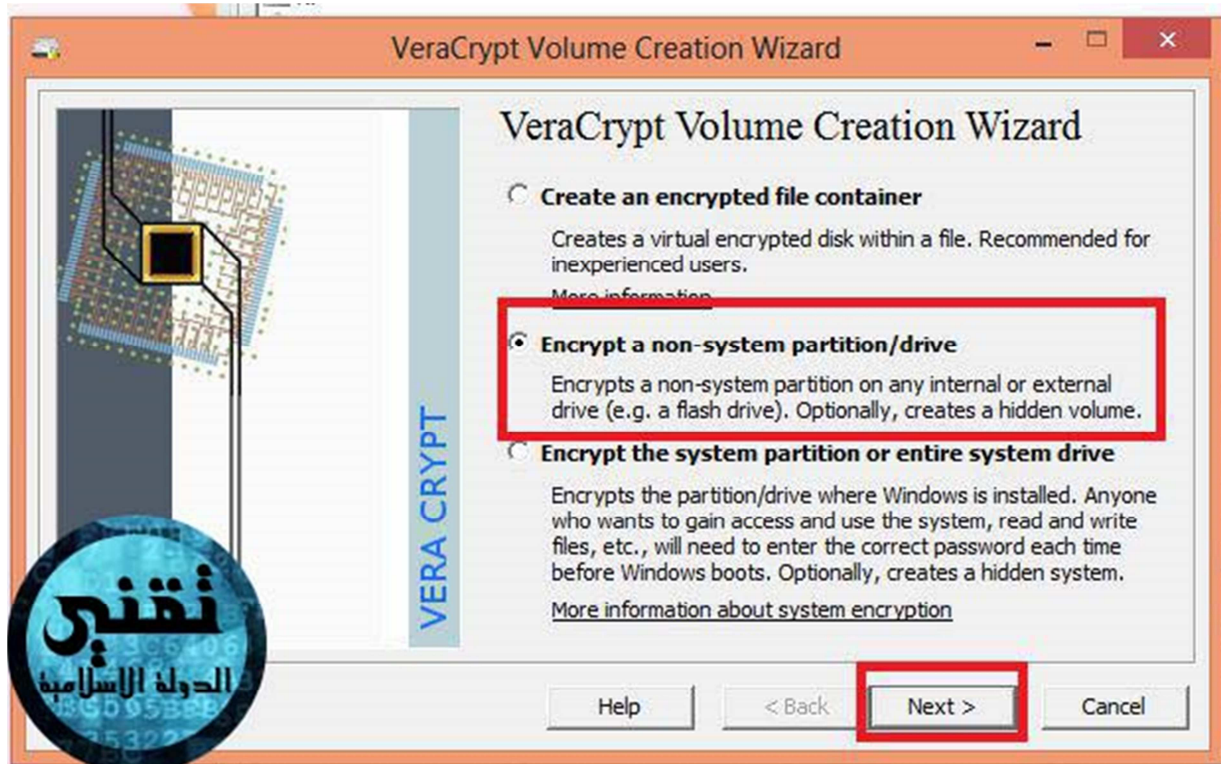 VeraCrypt Volume Creation Wizard
VeraCrypt Volume Creation Wizard
Create an encrypted file container
Creates a virtual encrypted disk within a file. Recommended for
inexperienced users.
More information
Encrypt a non-system partition/drive
Encrypts a non-system partition on any internal or external
drive (e.g. a flash drive). Optionally, creates a hidden volume.
Encrypt the system partition or entire system drive
Encrypts the partition/drive where Windows is installed. Anyone
who wants to gain access and use the system, read and write
files, etc., will need to enter the correct password each time
before Windows boots. Optionally, creates a hidden system.
More information about system encryption
VERA CRYPT
تقني
الدولة الاسلامية
Help
< Back
Next >
Cancel